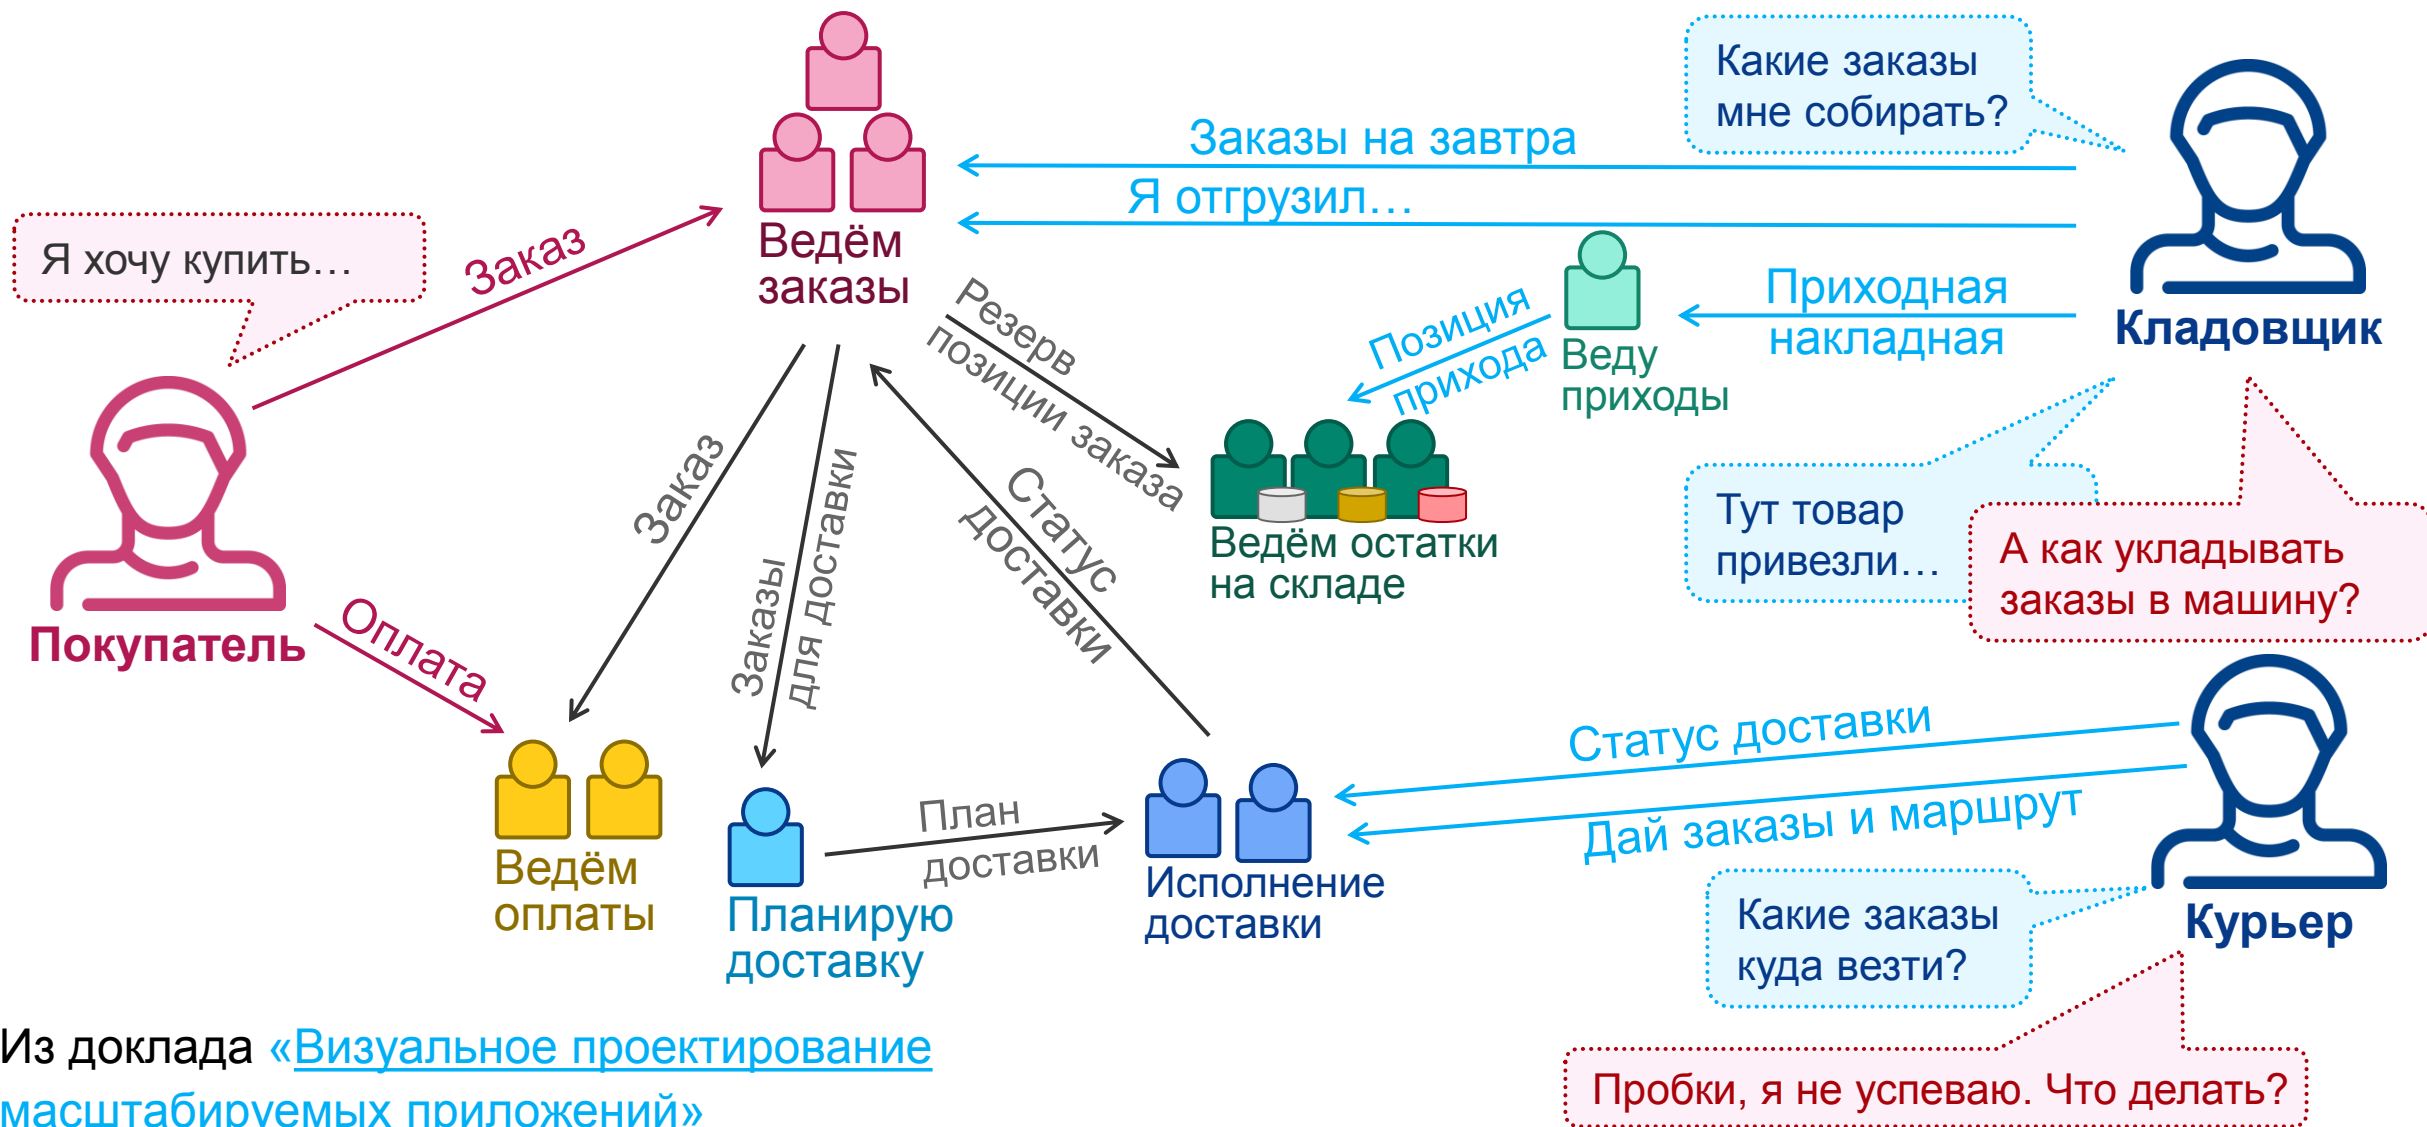 Какие заказы
мне собирать?
Заказы на завтра
Я отгрузил…
Ведём
заказы
Я хочу купить…
Заказ
Приходная
накладная
Кладовщик
Резерв
позиции заказа
Позиция
прихода
Веду
приходы
Заказ
Заказы
для доставки
Статус
доставки
Ведём остатки
на складе
Тут товар
привезли…
А как укладывать
заказы в машину?
Покупатель
Оплата
Статус доставки
Дай заказы и маршрут
План
доставки
Ведём
оплаты
Планирую
доставку
Исполнение
доставки
Какие заказы
куда везти?
Курьер
Пробки, я не успеваю. Что делать?
Из доклада «Визуальное проектирование
масштабируемых приложений»